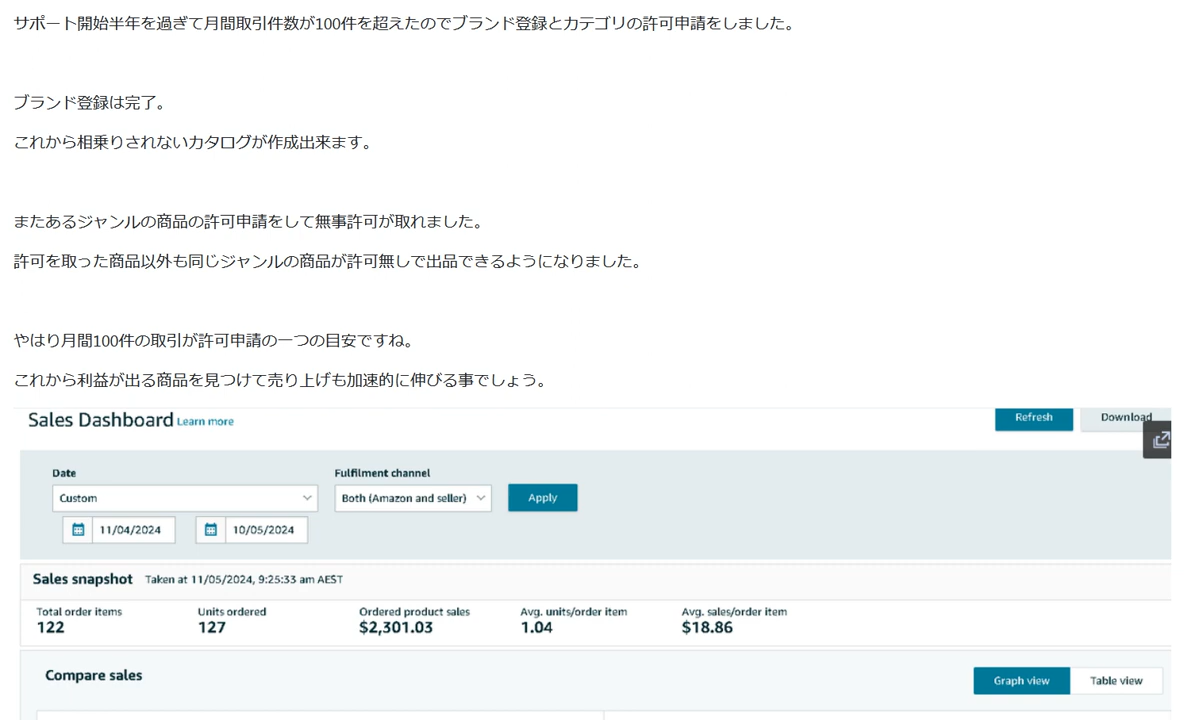 サポート開始半年を過ぎて月間取引件数が100件を超えたのでブランド登録とカテゴリの許可申請をしました。
ブランド登録は完了。
これから相乗りされないカタログが作成出来ます。
またあるジャンルの商品の許可申請をして無事許可が取れました。
許可を取った商品以外も同じジャンルの商品が許可無しで出品できるようになりました。
やはり月間100件の取引が許可申請の一つの目安ですね。
これから利益が出る商品を見つけて売り上げも加速的に伸びる事でしょう。
Sales Dashboard Learn more Refresh Download
Date Fulfilment channel
Custom Both (Amazon and seller) Apply
11/04/2024 10/05/2024
Sales snapshot Taken at 11/05/2024, 9:25:33 am AEST
Total order items Units ordered Ordered product sales Avg. units/order item Avg. sales/order item
122 127 $2,301.03 1.04 $18.86
Compare sales Graph view Table view